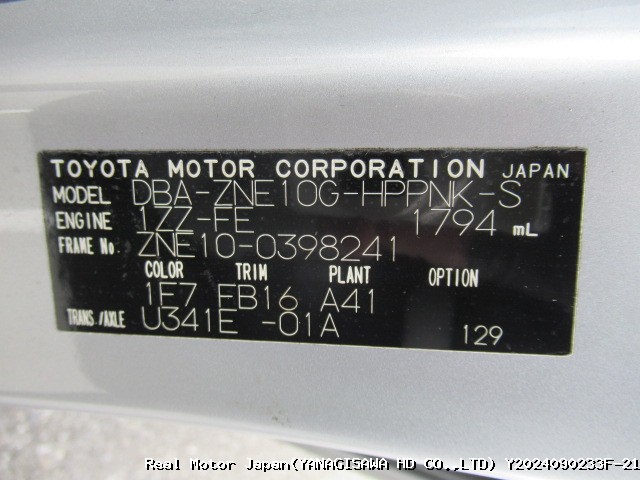 TOYOTA MOTOR CORPORATION JAPAN
MODEL DBA-ZNE10G-HPPNK-S
ENGINE 1ZZ-FE 1794 mL
FRAME No. ZNE10-0398241
COLOR TRIM PLANT OPTION
1E7 FB16 A41
TRANS./AXLE U341E -01A 129
Real Motor Japan(YANAGISAWA HD CO.,LTD) Y2024090233F-21